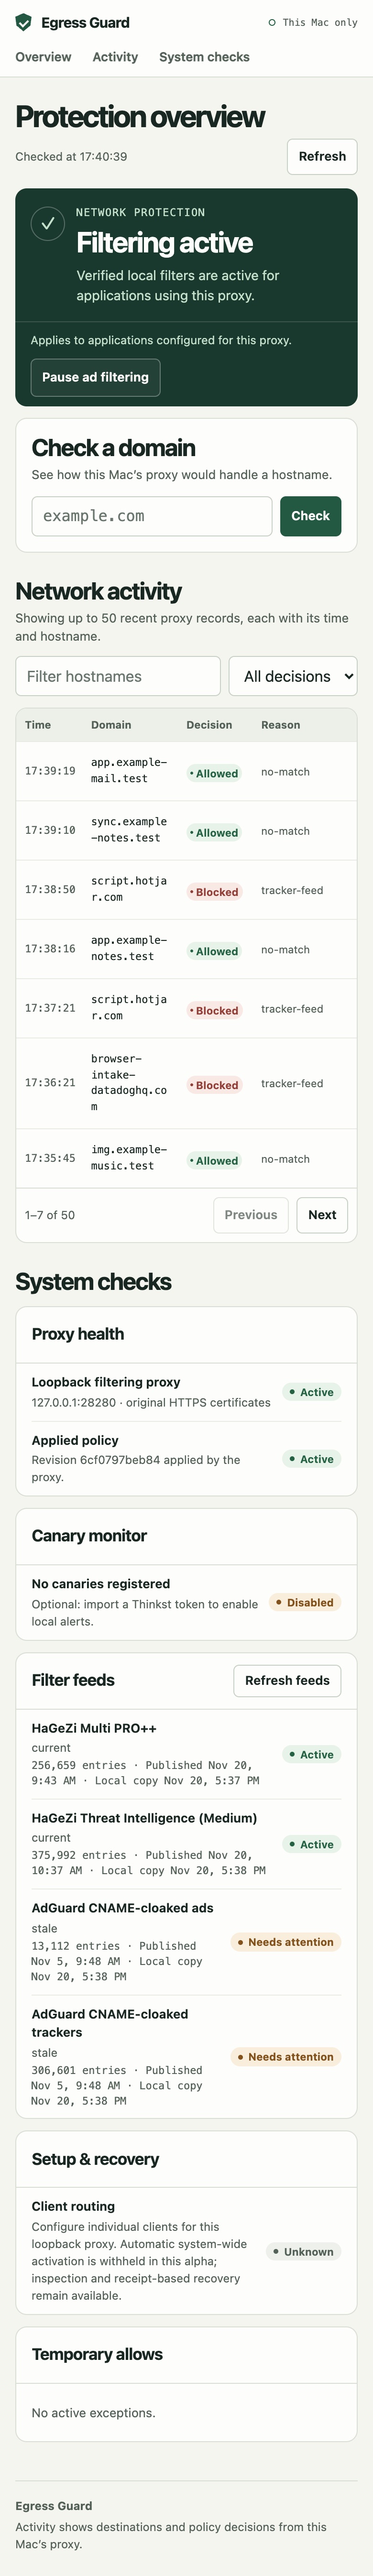 Egress Guard
This Mac only
Overview Activity System checks
Protection overview
Checked at 17:40:39
Refresh
NETWORK PROTECTION
Filtering active
Verified local filters are active for
applications using this proxy.
Applies to applications configured for this proxy.
Pause ad filtering
Check a domain
See how this Mac's proxy would handle a hostname.
example.com
Check
Network activity
Showing up to 50 recent proxy records, each with its time
and hostname.
Filter hostnames
All decisions
Time Domain Decision Reason
17:39:19 app.example- Allowed no-match
mail.test
17:39:10 sync.example Allowed no-match
-notes.test
17:38:50 script.hotja Blocked tracker-feed
r.com
17:38:16 app.example- Allowed no-match
notes.test
17:37:21 script.hotja Blocked tracker-feed
r.com
17:36:21 browser- Blocked tracker-feed
intake-
datadoghq.co
m
17:35:45 img.example- Allowed no-match
music.test
1–7 of 50
Previous
Next
System checks
Proxy health
Loopback filtering proxy
127.0.0.1:28280 · original HTTPS certificates
Active
Applied policy
Revision 6cf0797beb84 applied by the
proxy.
Active
Canary monitor
No canaries registered
Optional: import a Thinkst token to enable
local alerts.
Disabled
Filter feeds
Refresh feeds
HaGeZi Multi PRO++
current
256,659 entries · Published Nov 20,
9:43 AM · Local copy Nov 20, 5:37 PM
Active
HaGeZi Threat Intelligence (Medium)
current
375,992 entries · Published Nov 20,
10:37 AM · Local copy Nov 20, 5:38 PM
Active
AdGuard CNAME-cloaked ads
stale
13,112 entries · Published
Nov 5, 9:48 AM · Local copy
Nov 20, 5:38 PM
Needs attention
AdGuard CNAME-cloaked
trackers
stale
306,601 entries · Published
Nov 5, 9:48 AM · Local copy
Nov 20, 5:38 PM
Needs attention
Setup & recovery
Client routing
Configure individual clients for this
loopback proxy. Automatic system-wide
activation is withheld in this alpha;
inspection and receipt-based recovery
remain available.
Unknown
Temporary allows
No active exceptions.
Egress Guard
Activity shows destinations and policy decisions from this
Mac's proxy.